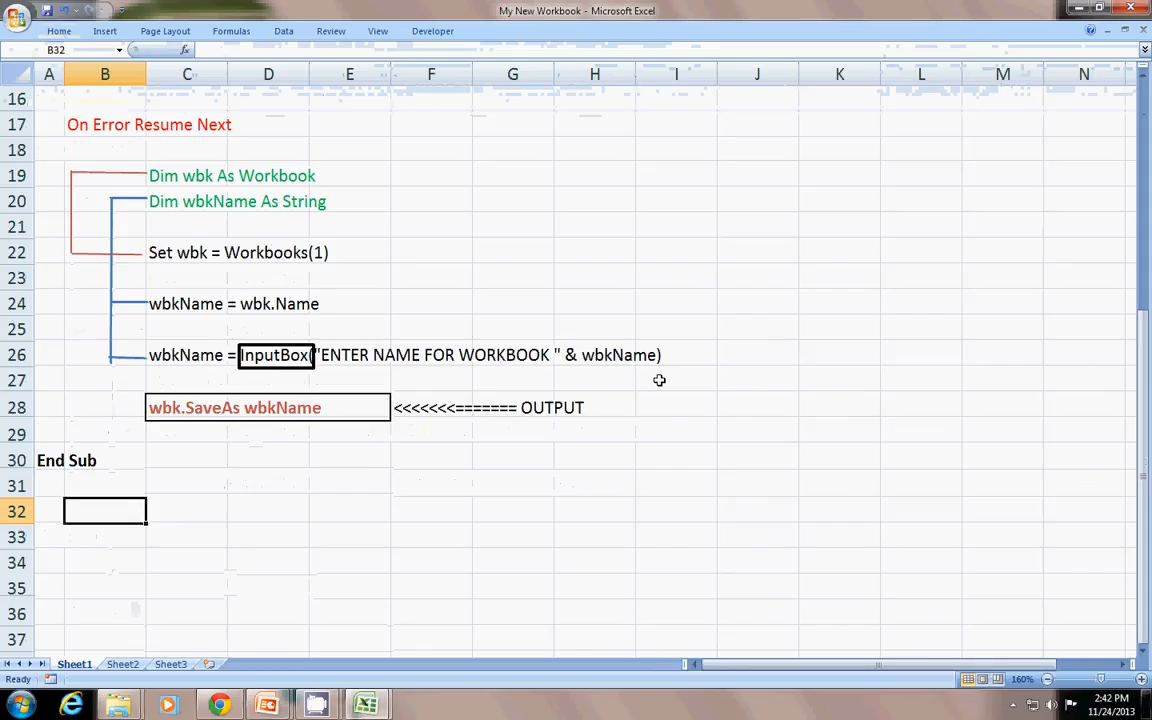 My New Workbook - Microsoft Excel
Home Insert Page Layout Formulas Data Review View Developer
B32 fx
A B C D E F G H I J K L M N
16
17 On Error Resume Next
18
19 Dim wbk As Workbook
20 Dim wbkName As String
21
22 Set wbk = Workbooks(1)
23
24 wbkName = wbk.Name
25
26 wbkName = InputBox("ENTER NAME FOR WORKBOOK " & wbkName)
27
28 wbk.SaveAs wbkName <<<<<<<======= OUTPUT
29
30 End Sub
31
32
33
34
35
36
37
Sheet1 Sheet2 Sheet3
Ready 160%
2:42 PM
11/24/2013